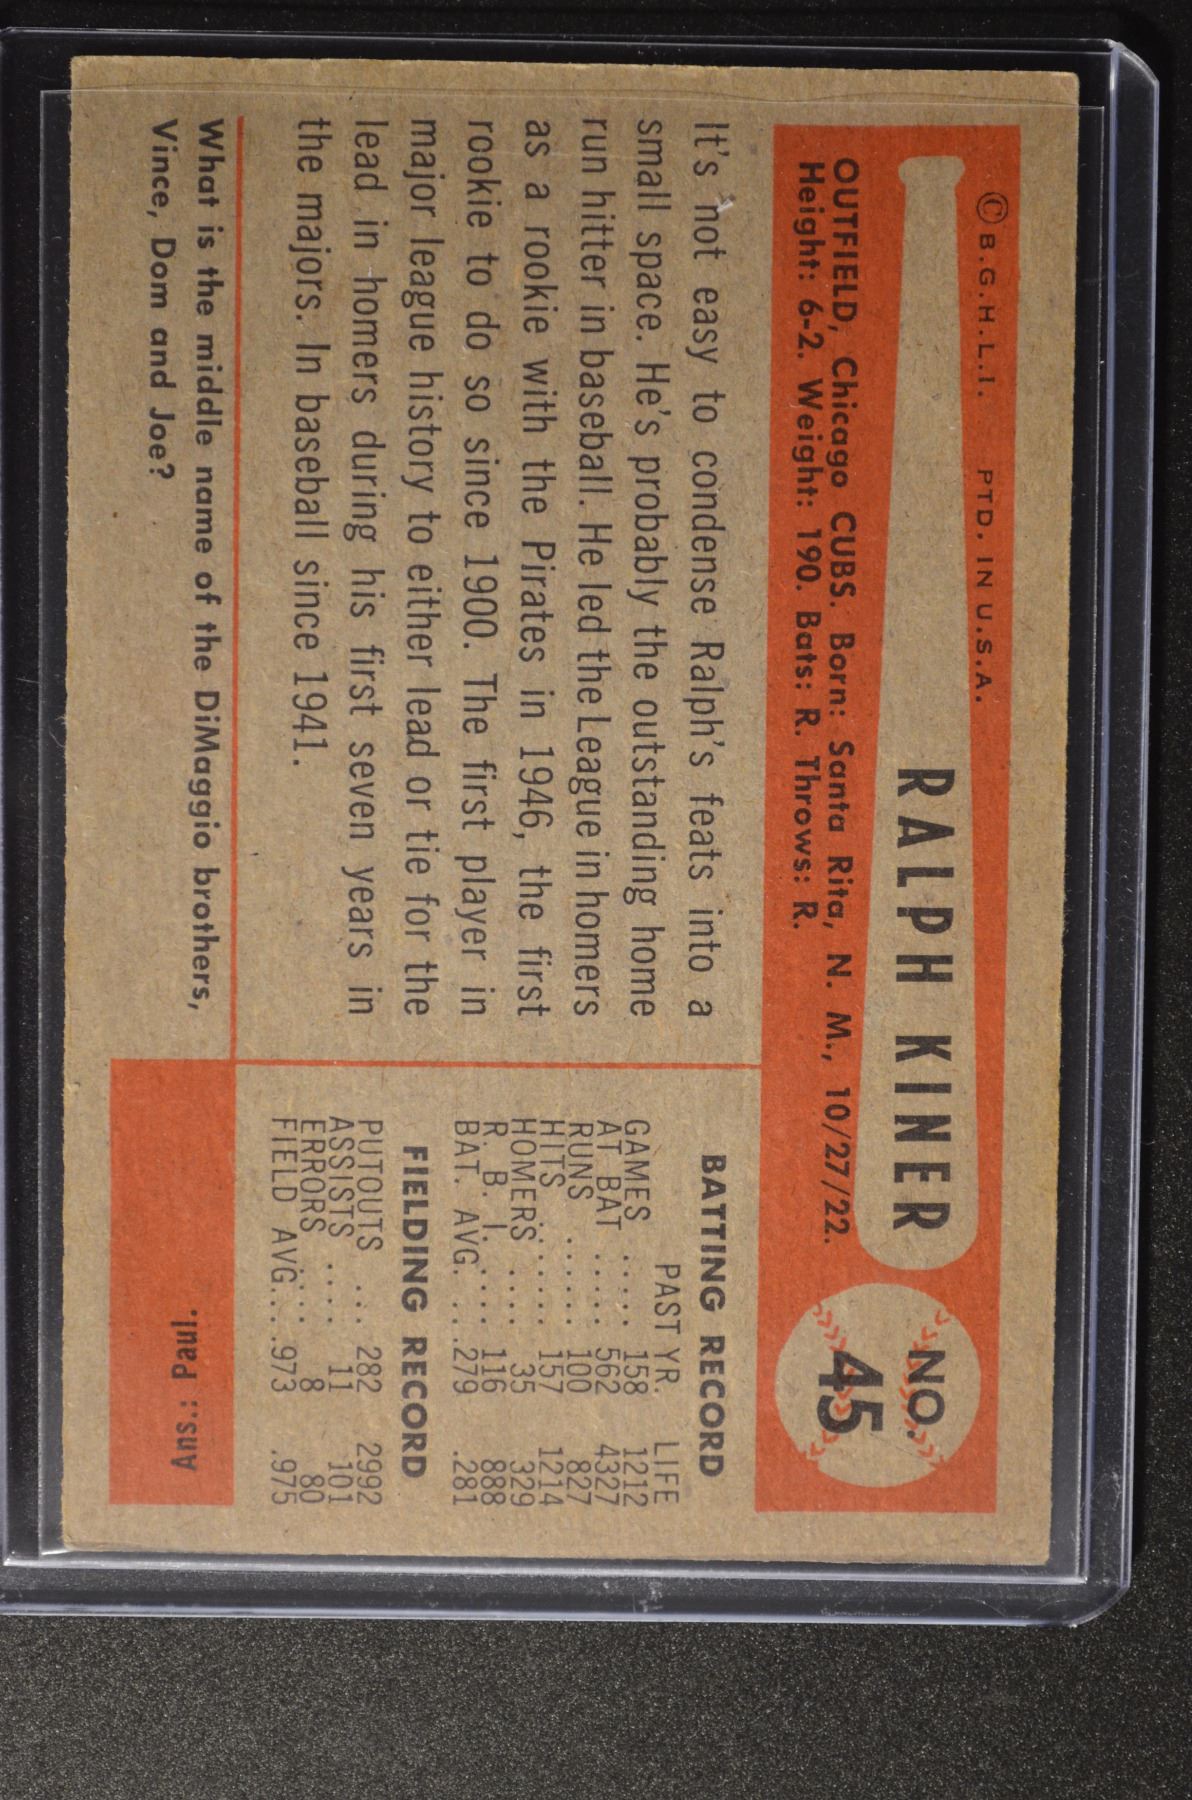 © B.G.H.L.I. PTD. IN U.S.A.
RALPH KINER
NO.
45
OUTFIELD, Chicago CUBS. Born: Santa Rita, N. M., 10/27/22.
Height: 6-2. Weight: 190. Bats: R. Throws: R.
It's not easy to condense Ralph's feats into a
small space. He's probably the outstanding home
run hitter in baseball. He led the League in homers
as a rookie with the Pirates in 1946, the first
rookie to do so since 1900. The first player in
major league history to either lead or tie for the
lead in homers during his first seven years in
the majors. In baseball since 1941.
BATTING RECORD
PAST YR. LIFE
GAMES ..... 158 1212
AT BAT ..... 562 4327
RUNS ...... 100 827
HITS ...... 157 1214
HOMERS .... 35 329
R. B. I. .... 116 888
BAT. AVG. ...279 .281
FIELDING RECORD
PUTOUTS ... 282 2992
ASSISTS .... 11 101
ERRORS .... 8 80
FIELD AVG. ...973 .975
What is the middle name of the DiMaggio brothers,
Vince, Dom and Joe?
Ans.: Paul.